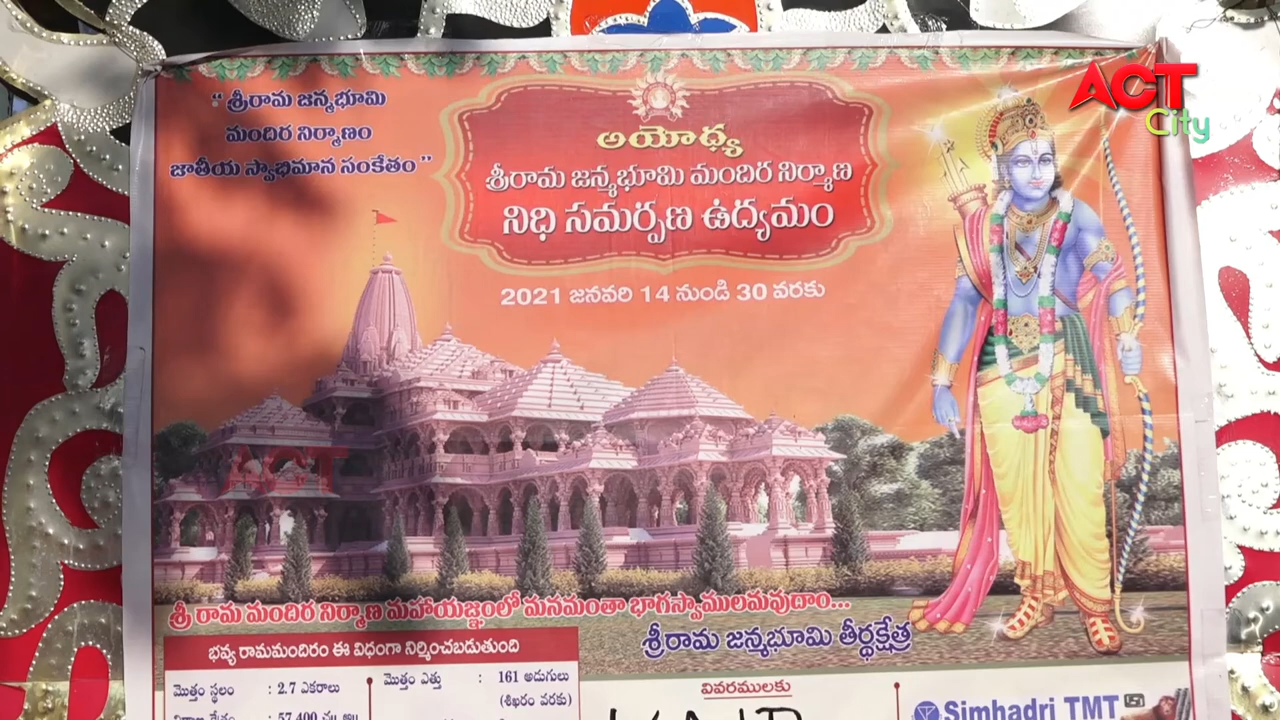 ACT
City
“ శ్రీరామ జన్మభూమి
మందిర నిర్మాణం
జాతీయ స్వాభిమాన సంకేతం ”
అయోధ్య
శ్రీరామ జన్మభూమి మందిర నిర్మాణ
నిధి సమర్పణ ఉద్యమం
2021 జనవరి 14 నుండి 30 వరకు
శ్రీ రామ మందిర నిర్మాణ మహాయజ్ఞంలో మనమంతా భాగస్వాములమవుదాం...
శ్రీరామ జన్మభూమి తీర్థక్షేత్ర
భవ్య రామమందిరం ఈ విధంగా నిర్మించబడుతుంది
మొత్తం స్థలం : 2.7 ఎకరాలు
మొత్తం ఎత్తు : 161 అడుగులు
(శిఖరం వరకు)
: 57,400
వివరములకు
Simhadri TMT